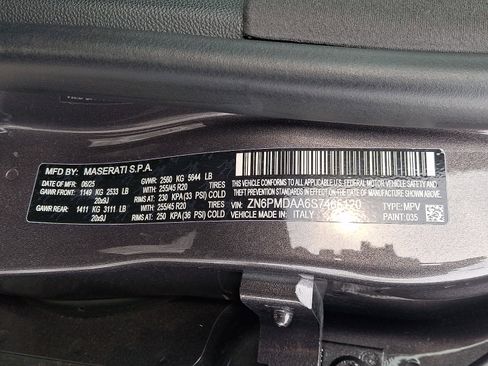 MFD BY: MASERATI S.P.A.
DATE: 06/25 GVWR: 2560 KG 5644 LB
GAWR FRONT: 1149 KG 2533 LB WITH: 255/45 R20 TIRES
20x9J RIMS AT: 230 KPA(33 PSI) COLD
GAWR REAR: 1411 KG 3111 LB WITH: 255/45 R20 TIRES
20x9J RIMS AT: 250 KPA(36 PSI) COLD
THIS VEHICLE CONFORMS TO ALL APPLICABLE FEDERAL MOTOR VEHICLE
SAFETY, BUMPER, AND THEFT PREVENTION STANDARDS IN EFFECT
ON THE DATE OF MANUFACTURE SHOWN ABOVE.
VIN: TYPE: MPV
MADE IN ITALY PAINT: 035